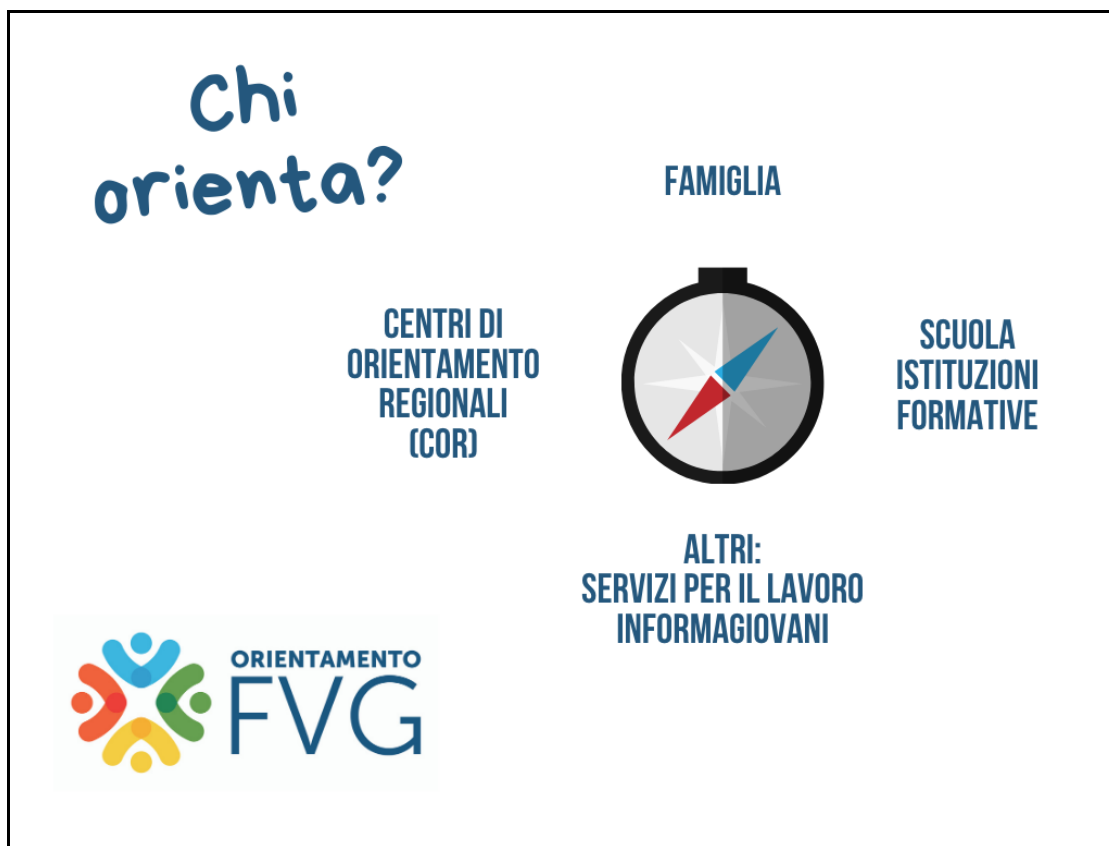 Chi
orienta?
FAMIGLIA
CENTRI DI
ORIENTAMENTO
REGIONALI
(COR)
SCUOLA
ISTITUZIONI
FORMATIVE
ALTRI:
SERVIZI PER IL LAVORO
INFORMAGIOVANI
ORIENTAMENTO
FVG